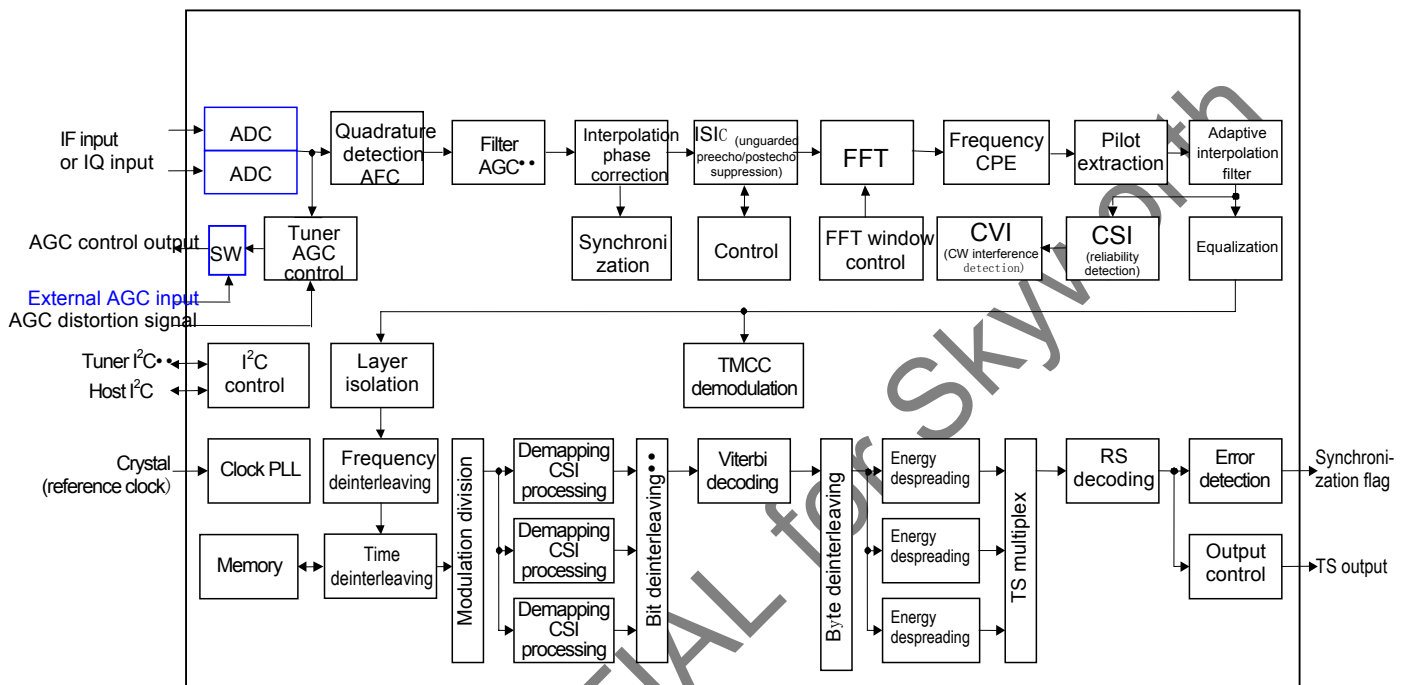 IF input
or IQ input
ADC
ADC
Quadrature
detection
AFC
Filter
AGC••
Interpolation
phase
correction
ISIC (unguarded
preecho/postecho
suppression)
FFT
Frequency
CPE
Pilot
extraction
Adaptive
interpolation
filter
AGC control output
SW
Tuner
AGC
control
Synchroni
zation
Control
FFT window
control
CVI
(CW interference
detection)
CSI
(reliability
detection)
Equalization
External AGC input
AGC distortion signal
Tuner I²C••
Host I²C
I²C
control
Layer
isolation
TMCC
demodulation
Crystal
(reference clock)
Clock PLL
Frequency
deinterleaving
Modulation division
Demapping
CSI
processing
Bit deinterleaving••
Viterbi
decoding
Byte deinterleaving
Energy
despreading
TS multiplex
RS
decoding
Error
detection
Synchroni-
zation flag
Memory
Time
deinterleaving
Demapping
CSI
processing
Energy
despreading
Output
control
TS output
Demapping
CSI
processing
Energy
despreading
TIAL for Skyworth